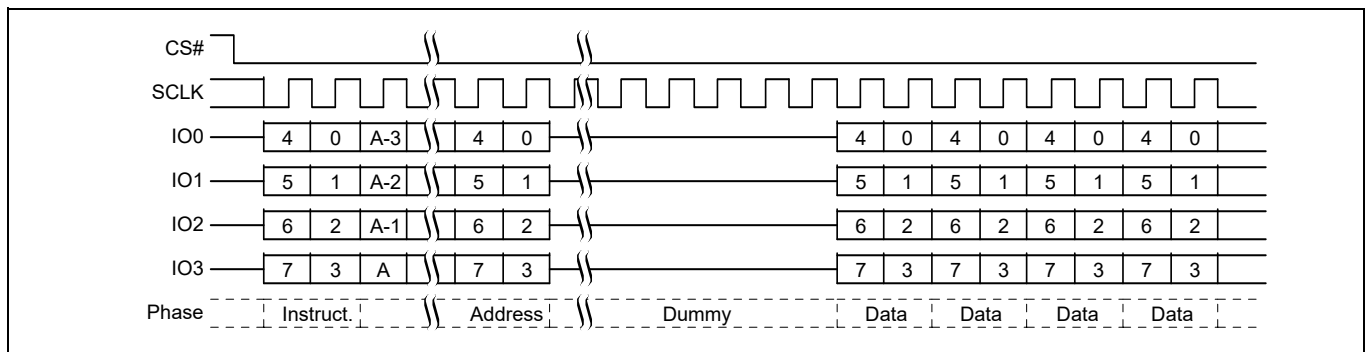 CS#
SCLK
IO0 4 0 A-3 4 0 4 0 4 0 4 0 4 0
IO1 5 1 A-2 5 1 5 1 5 1 5 1 5 1
IO2 6 2 A-1 6 2 6 2 6 2 6 2 6 2
IO3 7 3 A 7 3 7 3 7 3 7 3 7 3
Phase Instruct. Address Dummy Data Data Data Data